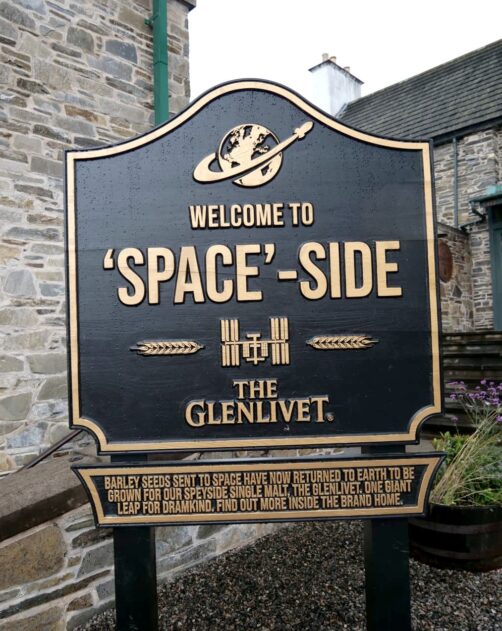 WELCOME TO
'SPACE'-SIDE
THE
GLENLIVET®
BARLEY SEEDS SENT TO SPACE HAVE NOW RETURNED TO EARTH TO BE
GROWN FOR OUR SPEYSIDE SINGLE MALT, THE GLENLIVET. ONE GIANT
LEAP FOR DRAMKIND, FIND OUT MORE INSIDE THE BRAND HOME.